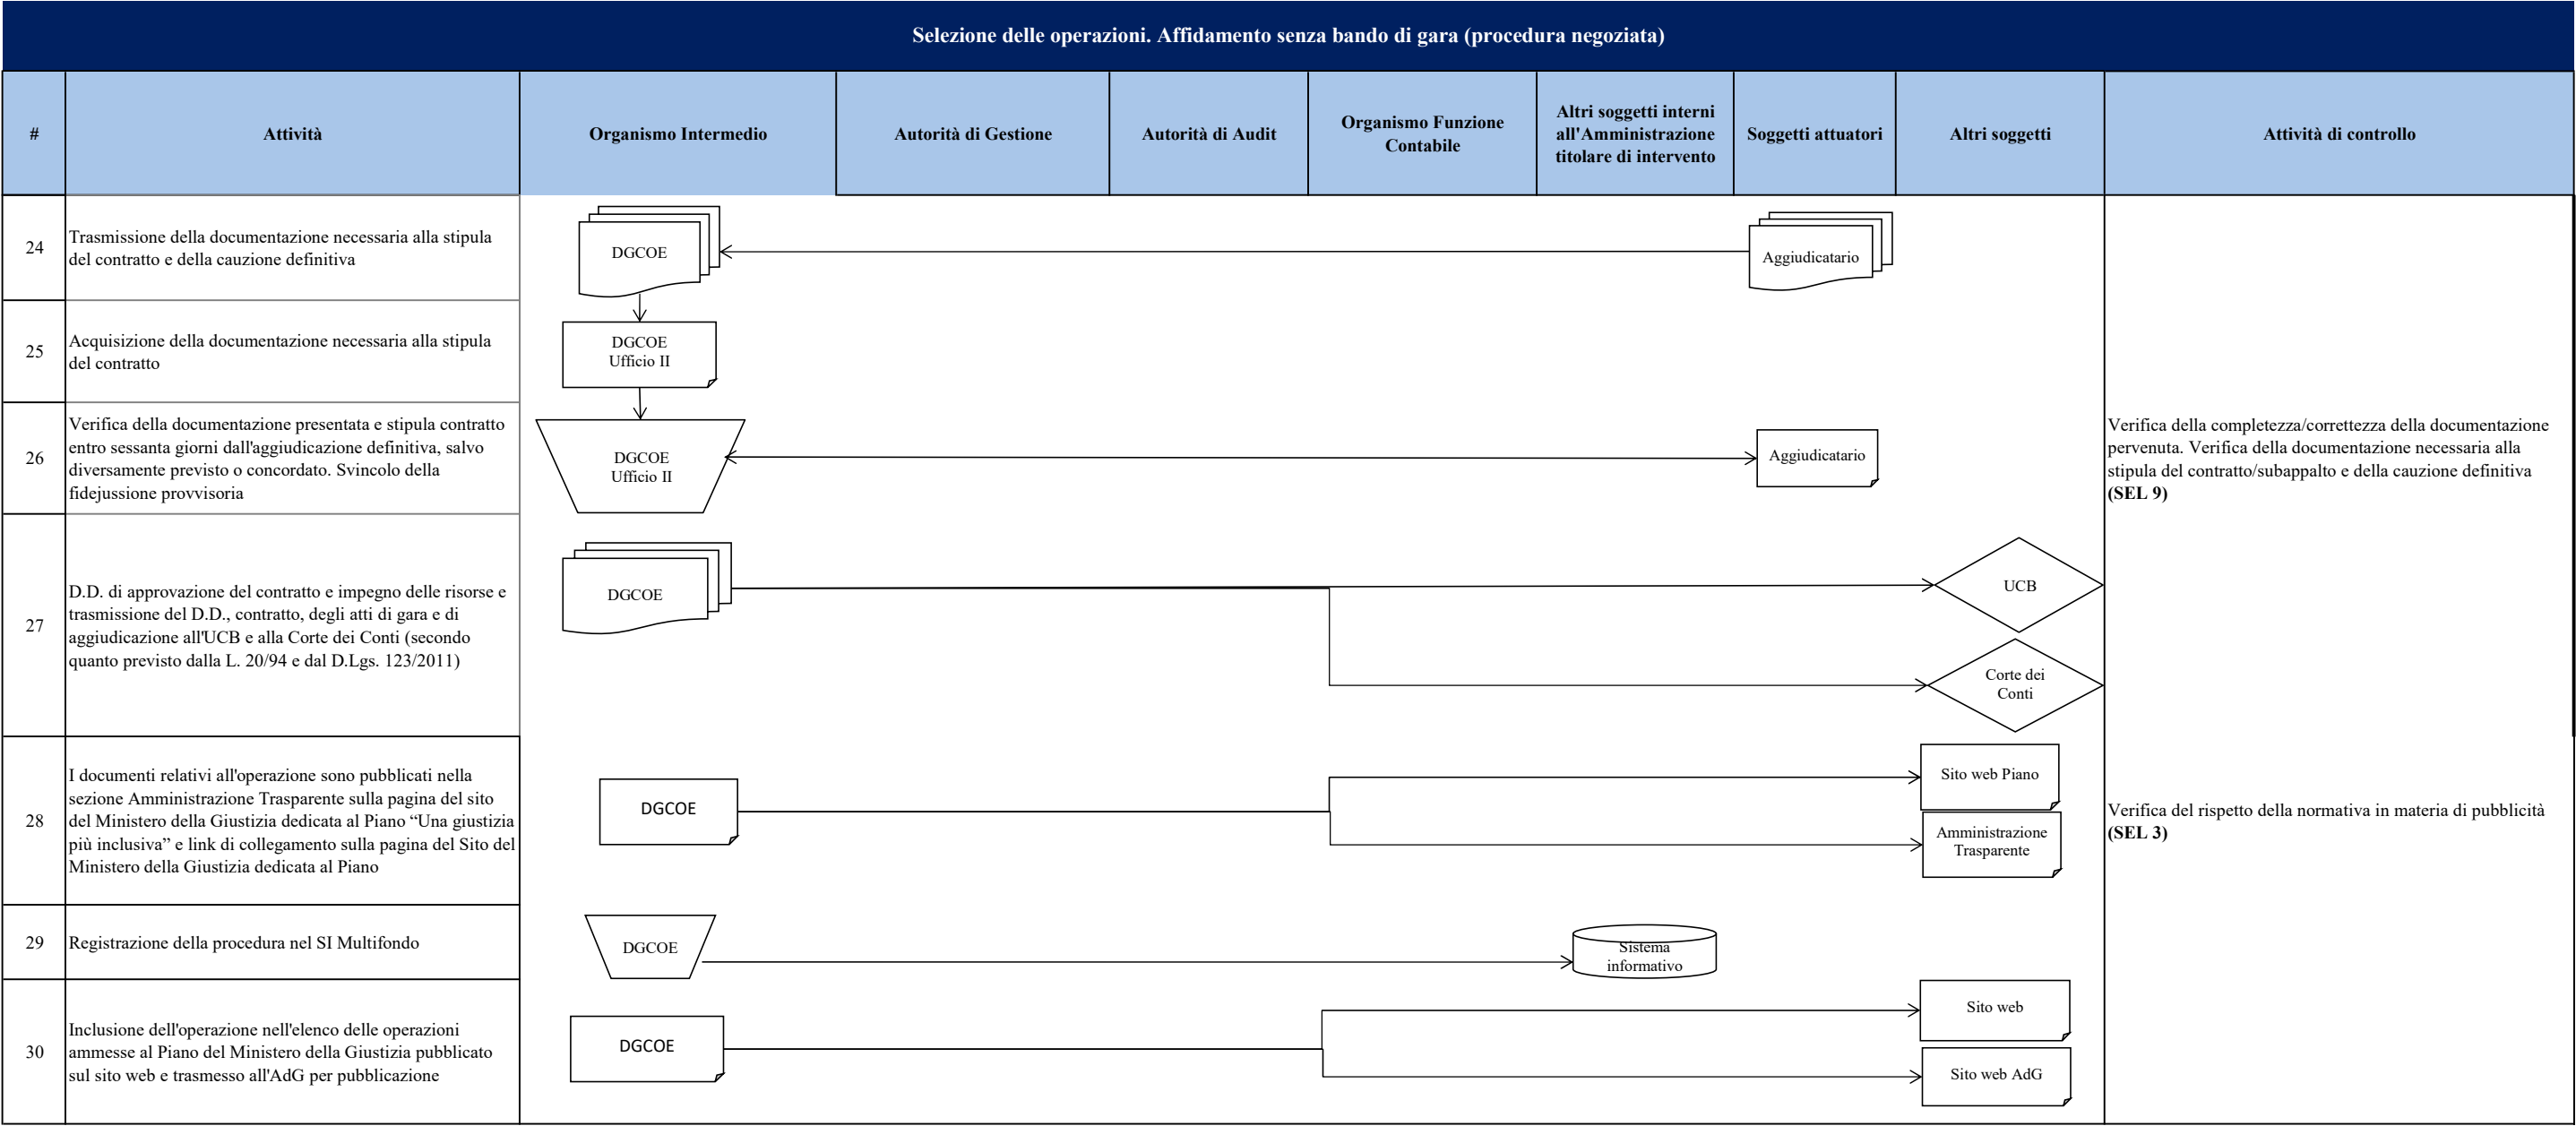 Selezione delle operazioni. Affidamento senza bando di gara (procedura negoziata)
#
Attività
Organismo Intermedio
Autorità di Gestione
Autorità di Audit
Organismo Funzione
Contabile
Altri soggetti interni
all'Amministrazione
titolare di intervento
Soggetti attuatori
Altri soggetti
Attività di controllo
24
Trasmissione della documentazione necessaria alla stipula
del contratto e della cauzione definitiva
DGCOE
Aggiudicatario
25
Acquisizione della documentazione necessaria alla stipula
del contratto
DGCOE
Ufficio II
26
Verifica della documentazione presentata e stipula contratto
entro sessanta giorni dall'aggiudicazione definitiva, salvo
diversamente previsto o concordato. Svincolo della
fidejussione provvisoria
DGCOE
Ufficio II
Aggiudicatario
Verifica della completezza/correttezza della documentazione
pervenuta. Verifica della documentazione necessaria alla
stipula del contratto/subappalto e della cauzione definitiva
(SEL 9)
27
D.D. di approvazione del contratto e impegno delle risorse e
trasmissione del D.D., contratto, degli atti di gara e di
aggiudicazione all'UCB e alla Corte dei Conti (secondo
quanto previsto dalla L. 20/94 e dal D.Lgs. 123/2011)
DGCOE
UCB
Corte dei
Conti
28
I documenti relativi all'operazione sono pubblicati nella
sezione Amministrazione Trasparente sulla pagina del sito
del Ministero della Giustizia dedicata al Piano “Una giustizia
più inclusiva” e link di collegamento sulla pagina del Sito del
Ministero della Giustizia dedicata al Piano
DGCOE
Sito web Piano
Amministrazione
Trasparente
Verifica del rispetto della normativa in materia di pubblicità
(SEL 3)
29
Registrazione della procedura nel SI Multifondo
DGCOE
Sistema
informativo
30
Inclusione dell'operazione nell'elenco delle operazioni
ammesse al Piano del Ministero della Giustizia pubblicato
sul sito web e trasmesso all'AdG per pubblicazione
DGCOE
Sito web
Sito web AdG